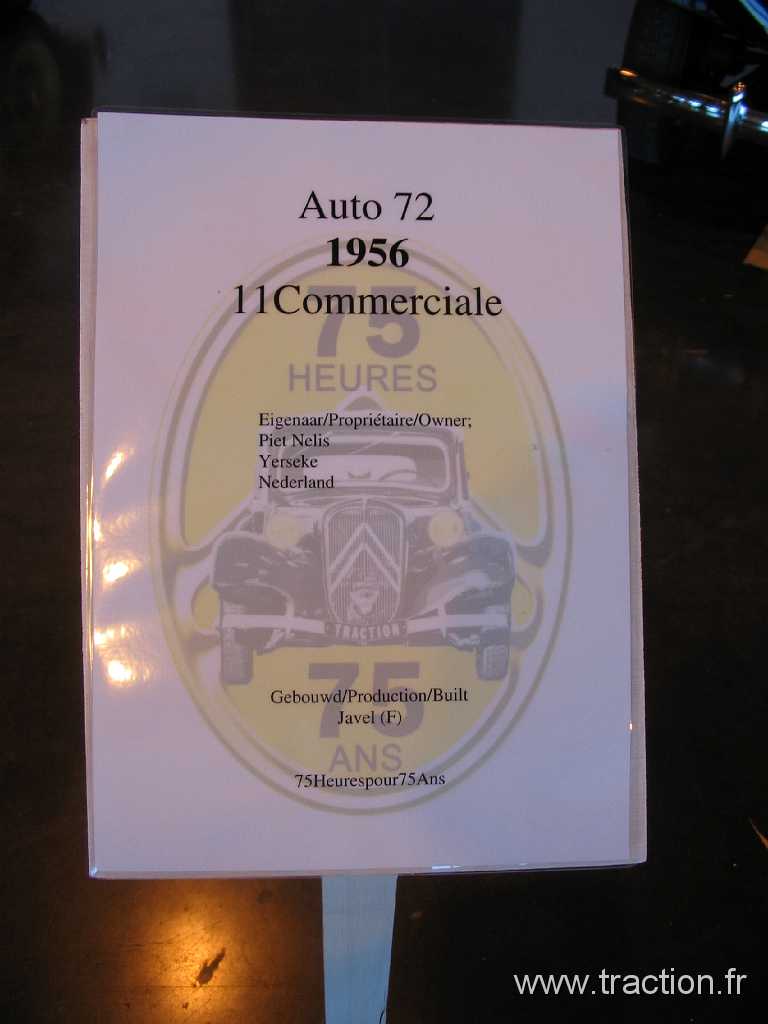 Auto 72
1956
11Commerciale
75
HEURES
Eigenaar/Propriétaire/Owner;
Piet Nelis
Yerseke
Nederland
TRACTION
75
Gebouwd/Production/Built
Javel (F)
ANS
75Heurespour75Ans
www.traction.fr